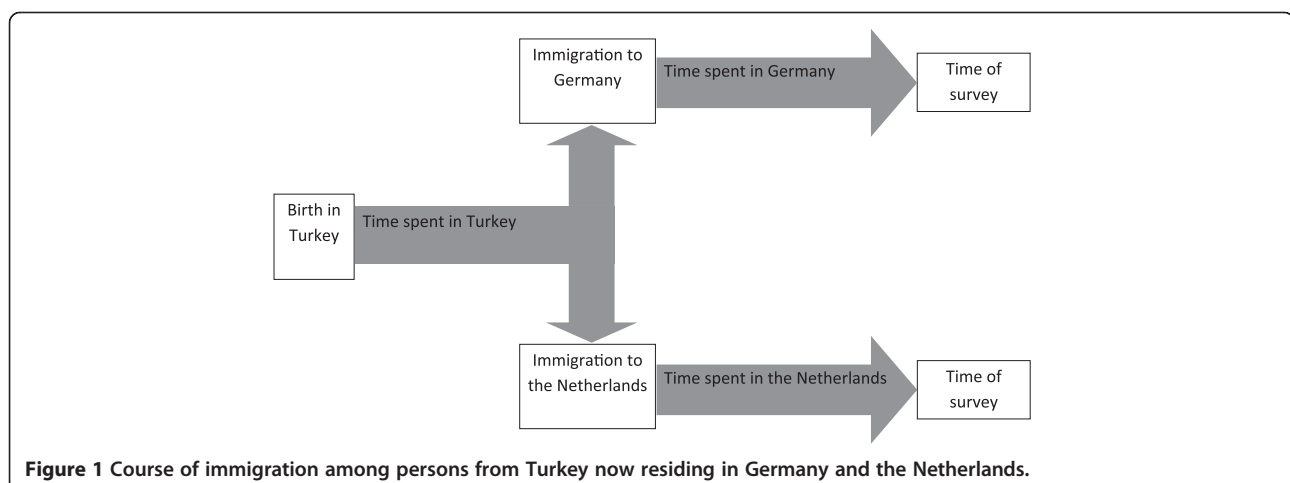 Immigration to
Germany
Time spent in Germany
Time of
survey
Birth in
Turkey
Time spent in Turkey
Immigration to
the Netherlands
Time spent in the Netherlands
Time of
survey
Figure 1 Course of immigration among persons from Turkey now residing in Germany and the Netherlands.